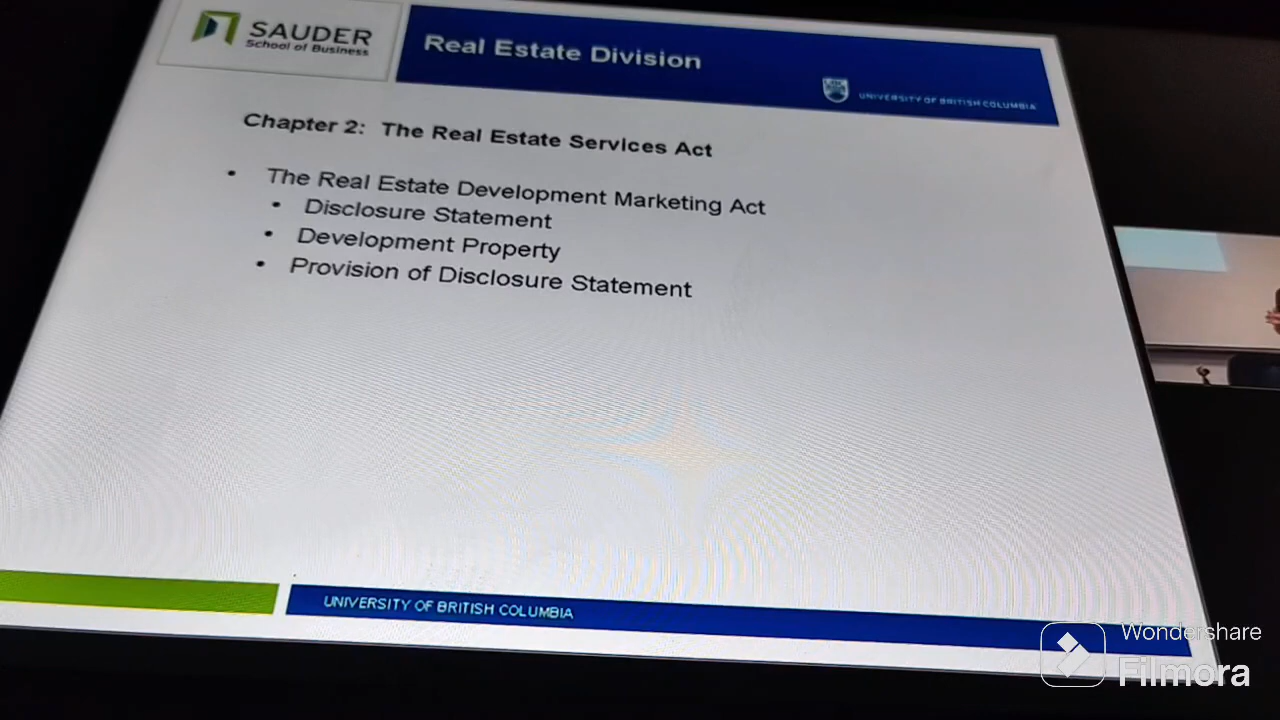 SAUDER
School of Business
Real Estate Division
UNIVERSITY OF BRITISH COLUMBIA
Chapter 2: The Real Estate Services Act
• The Real Estate Development Marketing Act
• Disclosure Statement
• Development Property
• Provision of Disclosure Statement
UNIVERSITY OF BRITISH COLUMBIA
Wondershare
Filmora